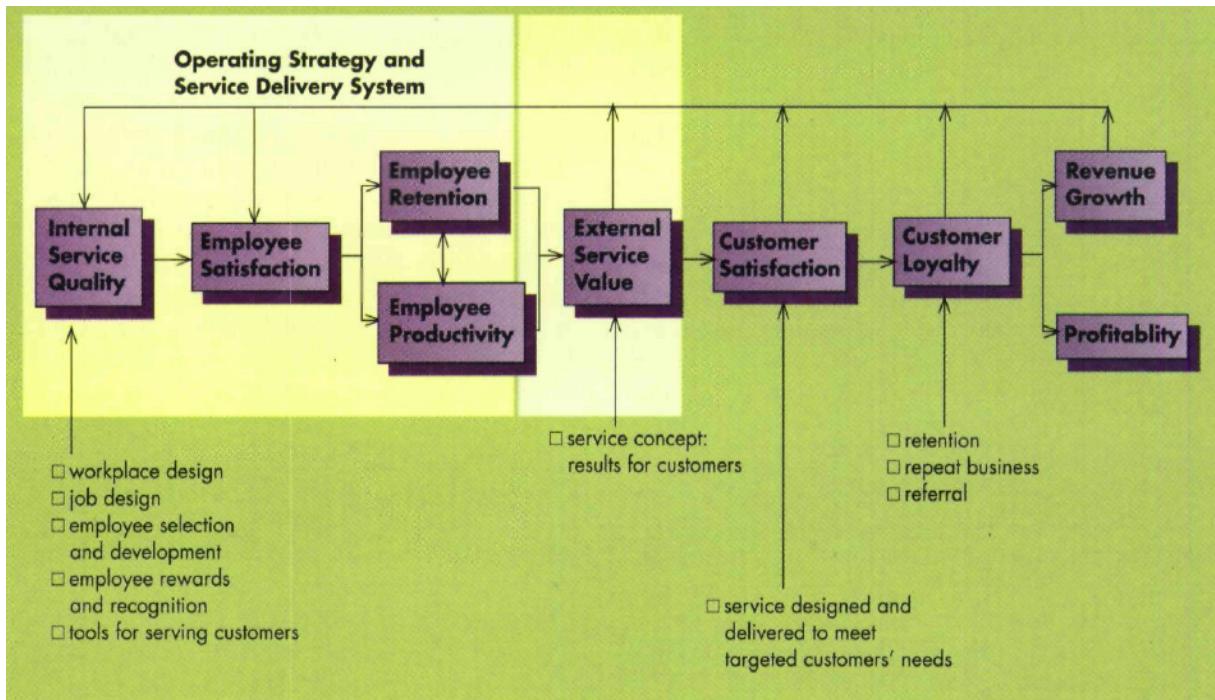 Operating Strategy and
Service Delivery System
Internal
Service
Quality
Employee
Satisfaction
Employee
Retention
Employee
Productivity
External
Service
Value
Customer
Satisfaction
Customer
Loyalty
Revenue
Growth
Profitablity
□ workplace design
□ job design
□ employee selection
and development
□ employee rewards
and recognition
□ tools for serving customers
□ service concept:
results for customers
□ service designed and
delivered to meet
targeted customers' needs
□ retention
□ repeat business
□ referral